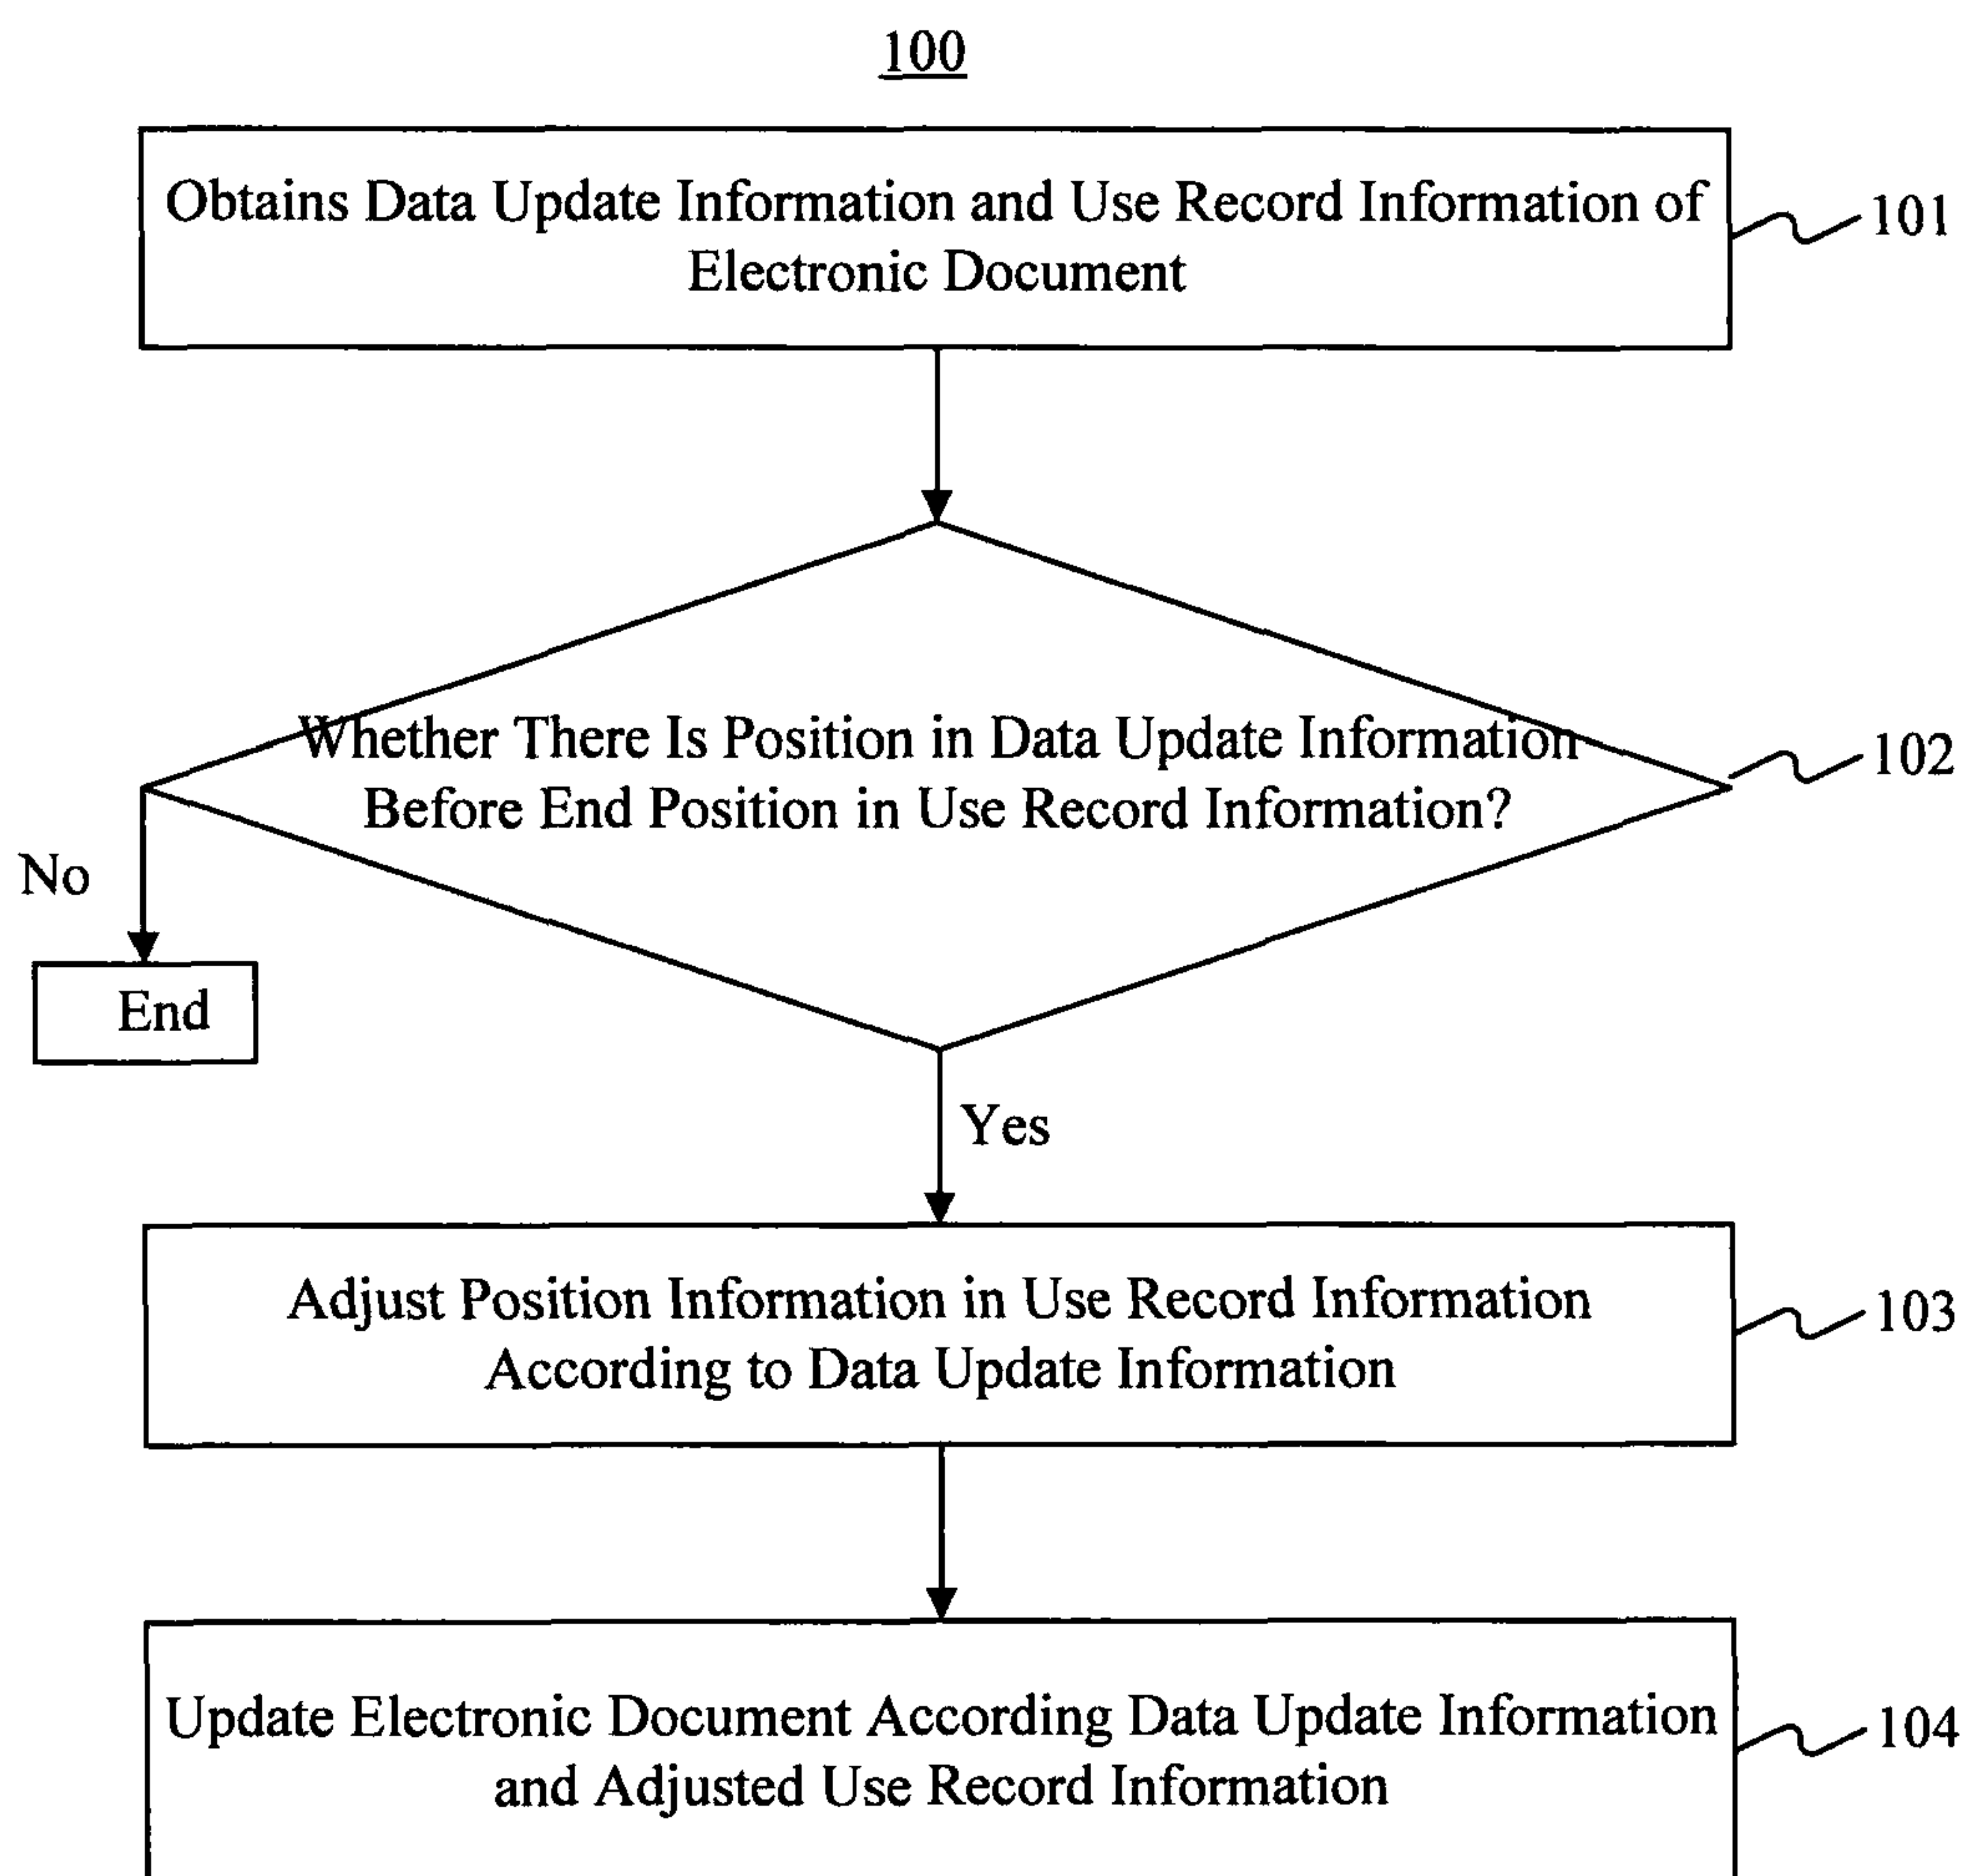 100
Obtains Data Update Information and Use Record Information of
Electronic Document
101
Whether There Is Position in Data Update Information
Before End Position in Use Record Information?
102
No
End
Yes
Adjust Position Information in Use Record Information
According to Data Update Information
103
Update Electronic Document According Data Update Information
and Adjusted Use Record Information
104